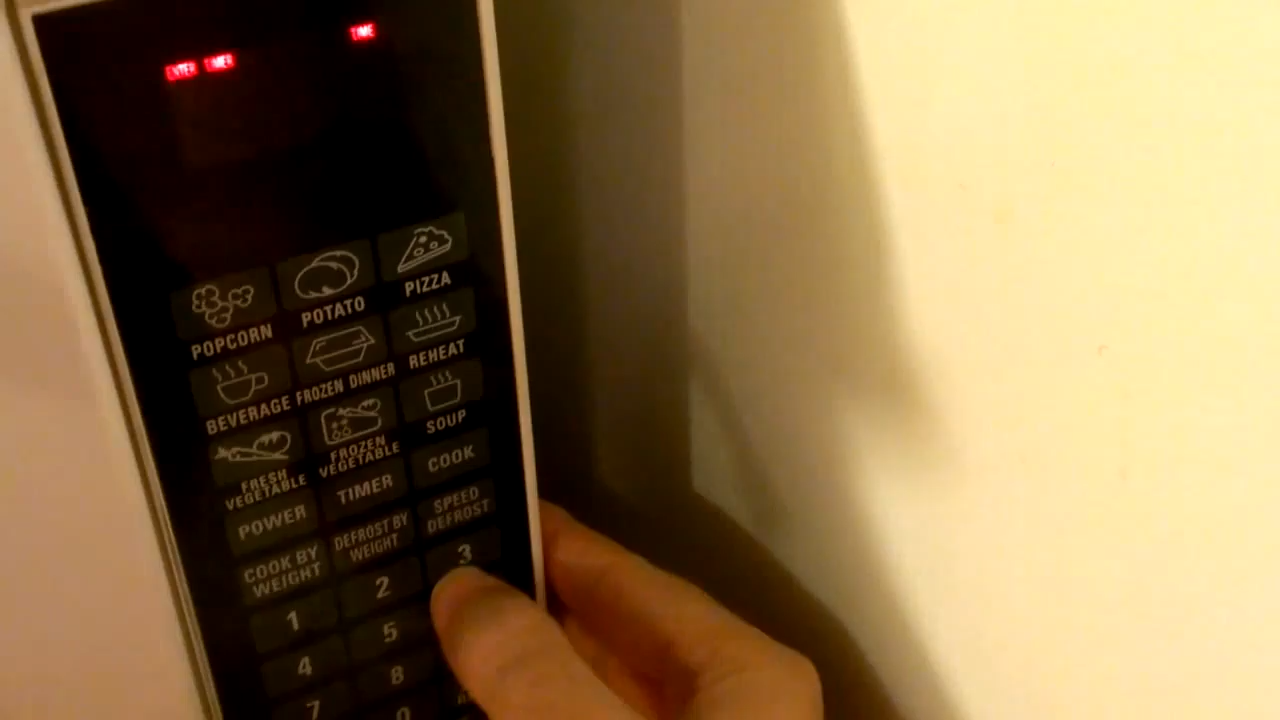 TIME
ENTER TIMER
POPCORN
POTATO
PIZZA
BEVERAGE
FROZEN DINNER
REHEAT
FRESH
VEGETABLE
FROZEN
VEGETABLE
SOUP
POWER
TIMER
COOK
COOK BY
WEIGHT
DEFROST BY
WEIGHT
SPEED
DEFROST
1
2
3
4
5
7
8
0